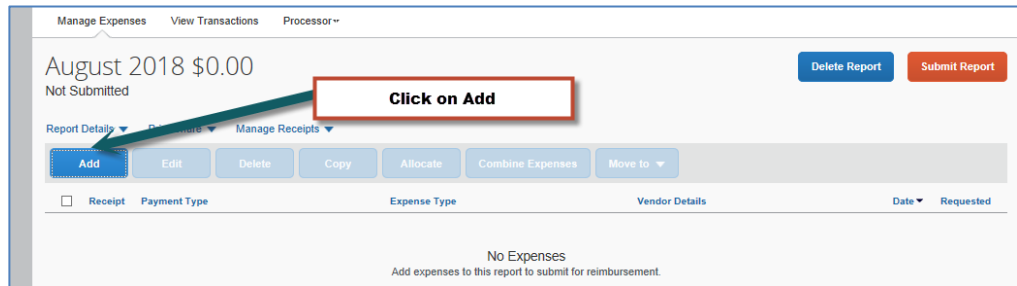 Manage Expenses View Transactions Processor
August 2018 $0.00
Delete Report Submit Report
Not Submitted
Click on Add
Report Details Manage Receipts
Add Edit Delete Copy Allocate Combine Expenses Move to
Receipt Payment Type Expense Type Vendor Details Date Requested
No Expenses
Add expenses to this report to submit for reimbursement.